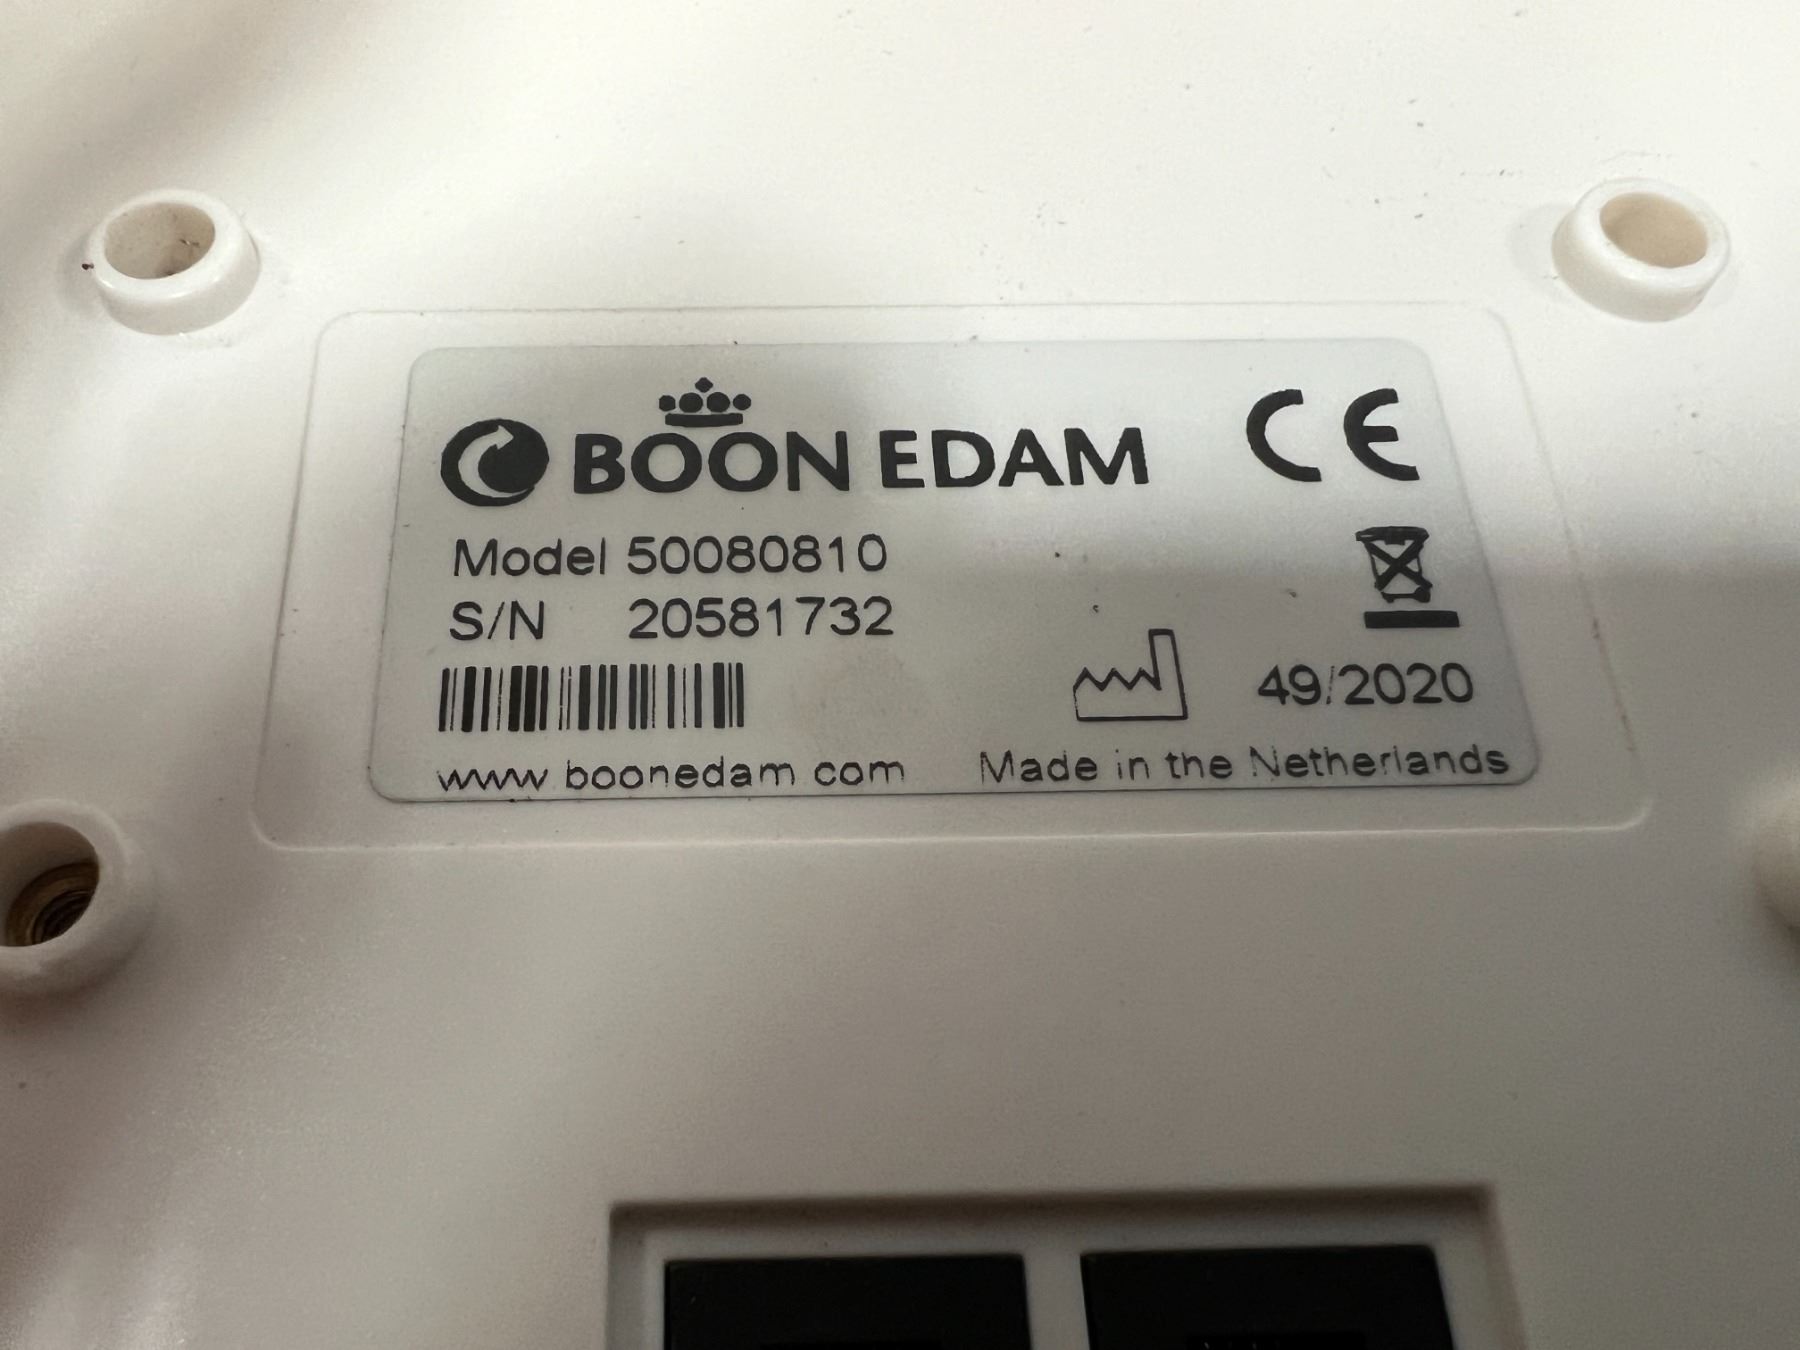 BOON EDAM CE
Model 50080810
S/N 20581732
49/2020
www.boonedam.com Made in the Netherlands